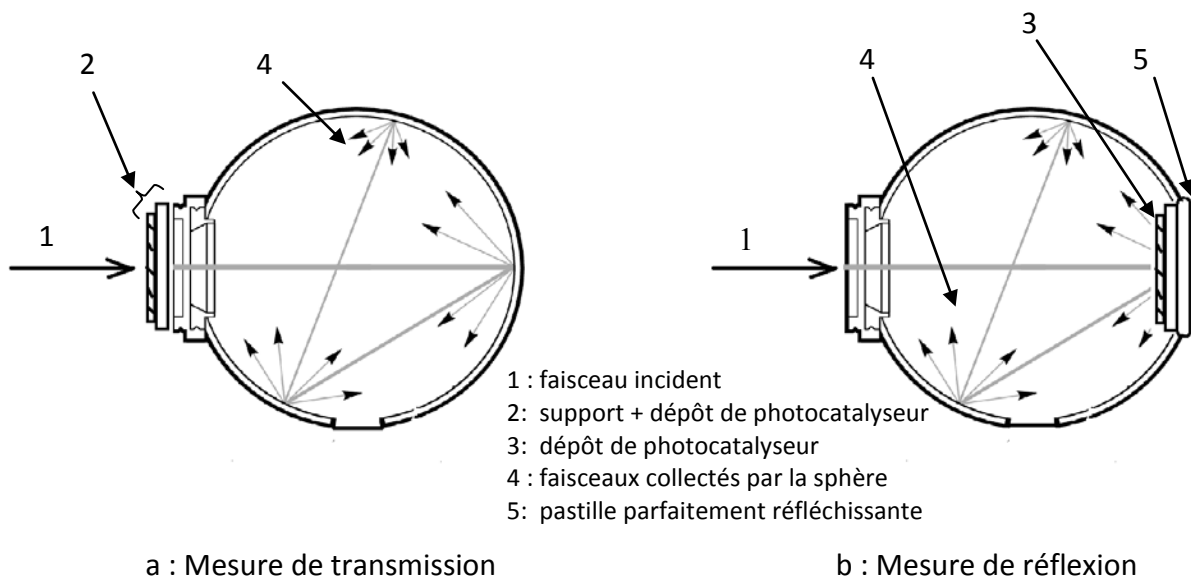 2
4
1
3
4
5
1
1 : faisceau incident
2: support + dépôt de photocatalyseur
3: dépôt de photocatalyseur
4 : faisceaux collectés par la sphère
5: pastille parfaitement réfléchissante
a : Mesure de transmission
b : Mesure de réflexion